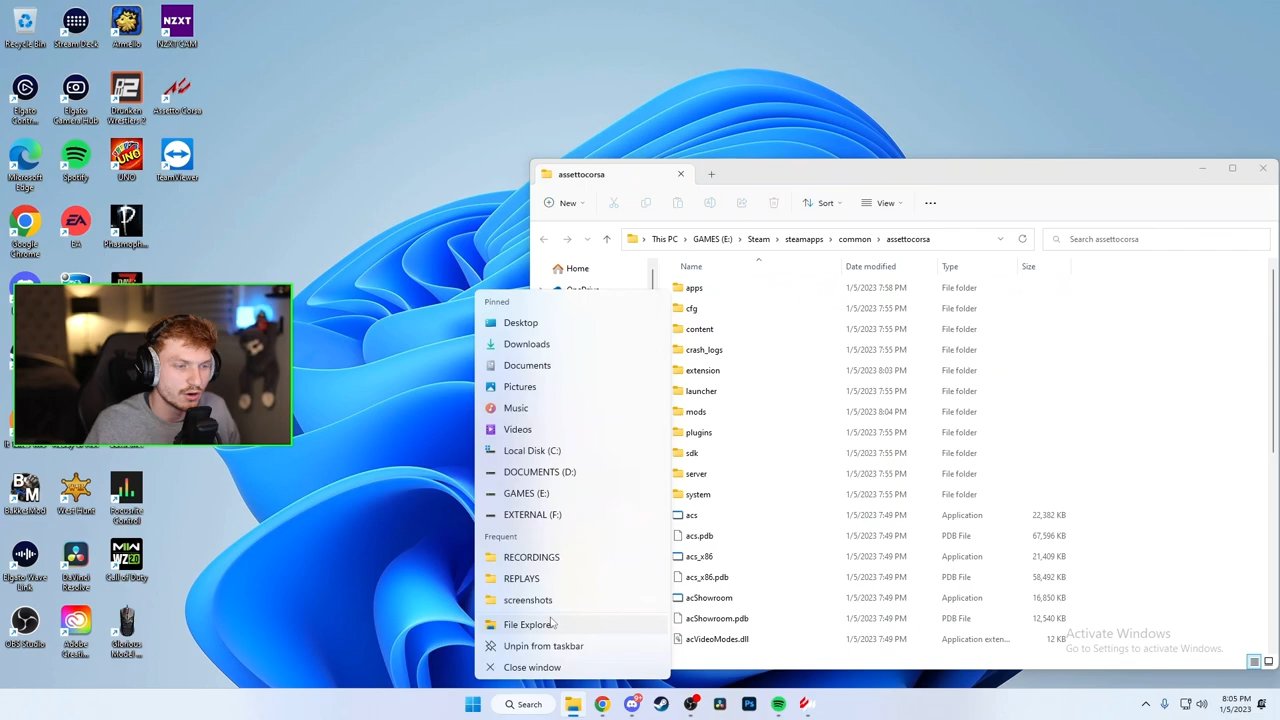 Recycle Bin
Stream Deck
Armello
NZXT CAM
NZXT
Elgato Contr...
Elgato Camera Hub
Drunken Wrestlers 2
Assetto Corsa
Microsoft Edge
Spotify
UNO
TeamViewer
Google Chrome
EA
Phasmoph...
BakkesMod
West Hunt
Focusrite Control
Elgato Wave Link
DaVinci Resolve
Call of Duty
OBS Studio
Adobe Creati...
Glorious Model ...
assettocorsa
New
Sort
View
This PC
GAMES (E:)
Steam
steamapps
common
assettocorsa
Search assettocorsa
Home
OneDrive
Name
Date modified
Type
Size
apps 1/5/2023 7:58 PM File folder
cfg 1/5/2023 7:55 PM File folder
content 1/5/2023 7:55 PM File folder
crash_logs 1/5/2023 7:55 PM File folder
extension 1/5/2023 8:03 PM File folder
launcher 1/5/2023 7:55 PM File folder
mods 1/5/2023 8:04 PM File folder
plugins 1/5/2023 7:55 PM File folder
sdk 1/5/2023 7:55 PM File folder
server 1/5/2023 7:55 PM File folder
system 1/5/2023 7:55 PM File folder
acs 1/5/2023 7:49 PM Application 22,382 KB
acs.pdb 1/5/2023 7:49 PM PDB File 67,596 KB
acs_x86 1/5/2023 7:49 PM Application 21,409 KB
acs_x86.pdb 1/5/2023 7:49 PM PDB File 58,492 KB
acShowroom 1/5/2023 7:49 PM Application 16,850 KB
acShowroom.pdb 1/5/2023 7:49 PM PDB File 12,540 KB
acVideoModes.dll 1/5/2023 7:49 PM Application exten... 12 KB
Pinned
Desktop
Downloads
Documents
Pictures
Music
Videos
Local Disk (C:)
DOCUMENTS (D:)
GAMES (E:)
EXTERNAL (F:)
Frequent
RECORDINGS
REPLAYS
screenshots
File Explorer
Unpin from taskbar
Close window
Activate Windows
Go to Settings to activate Windows.
Search
8:05 PM
1/5/2023